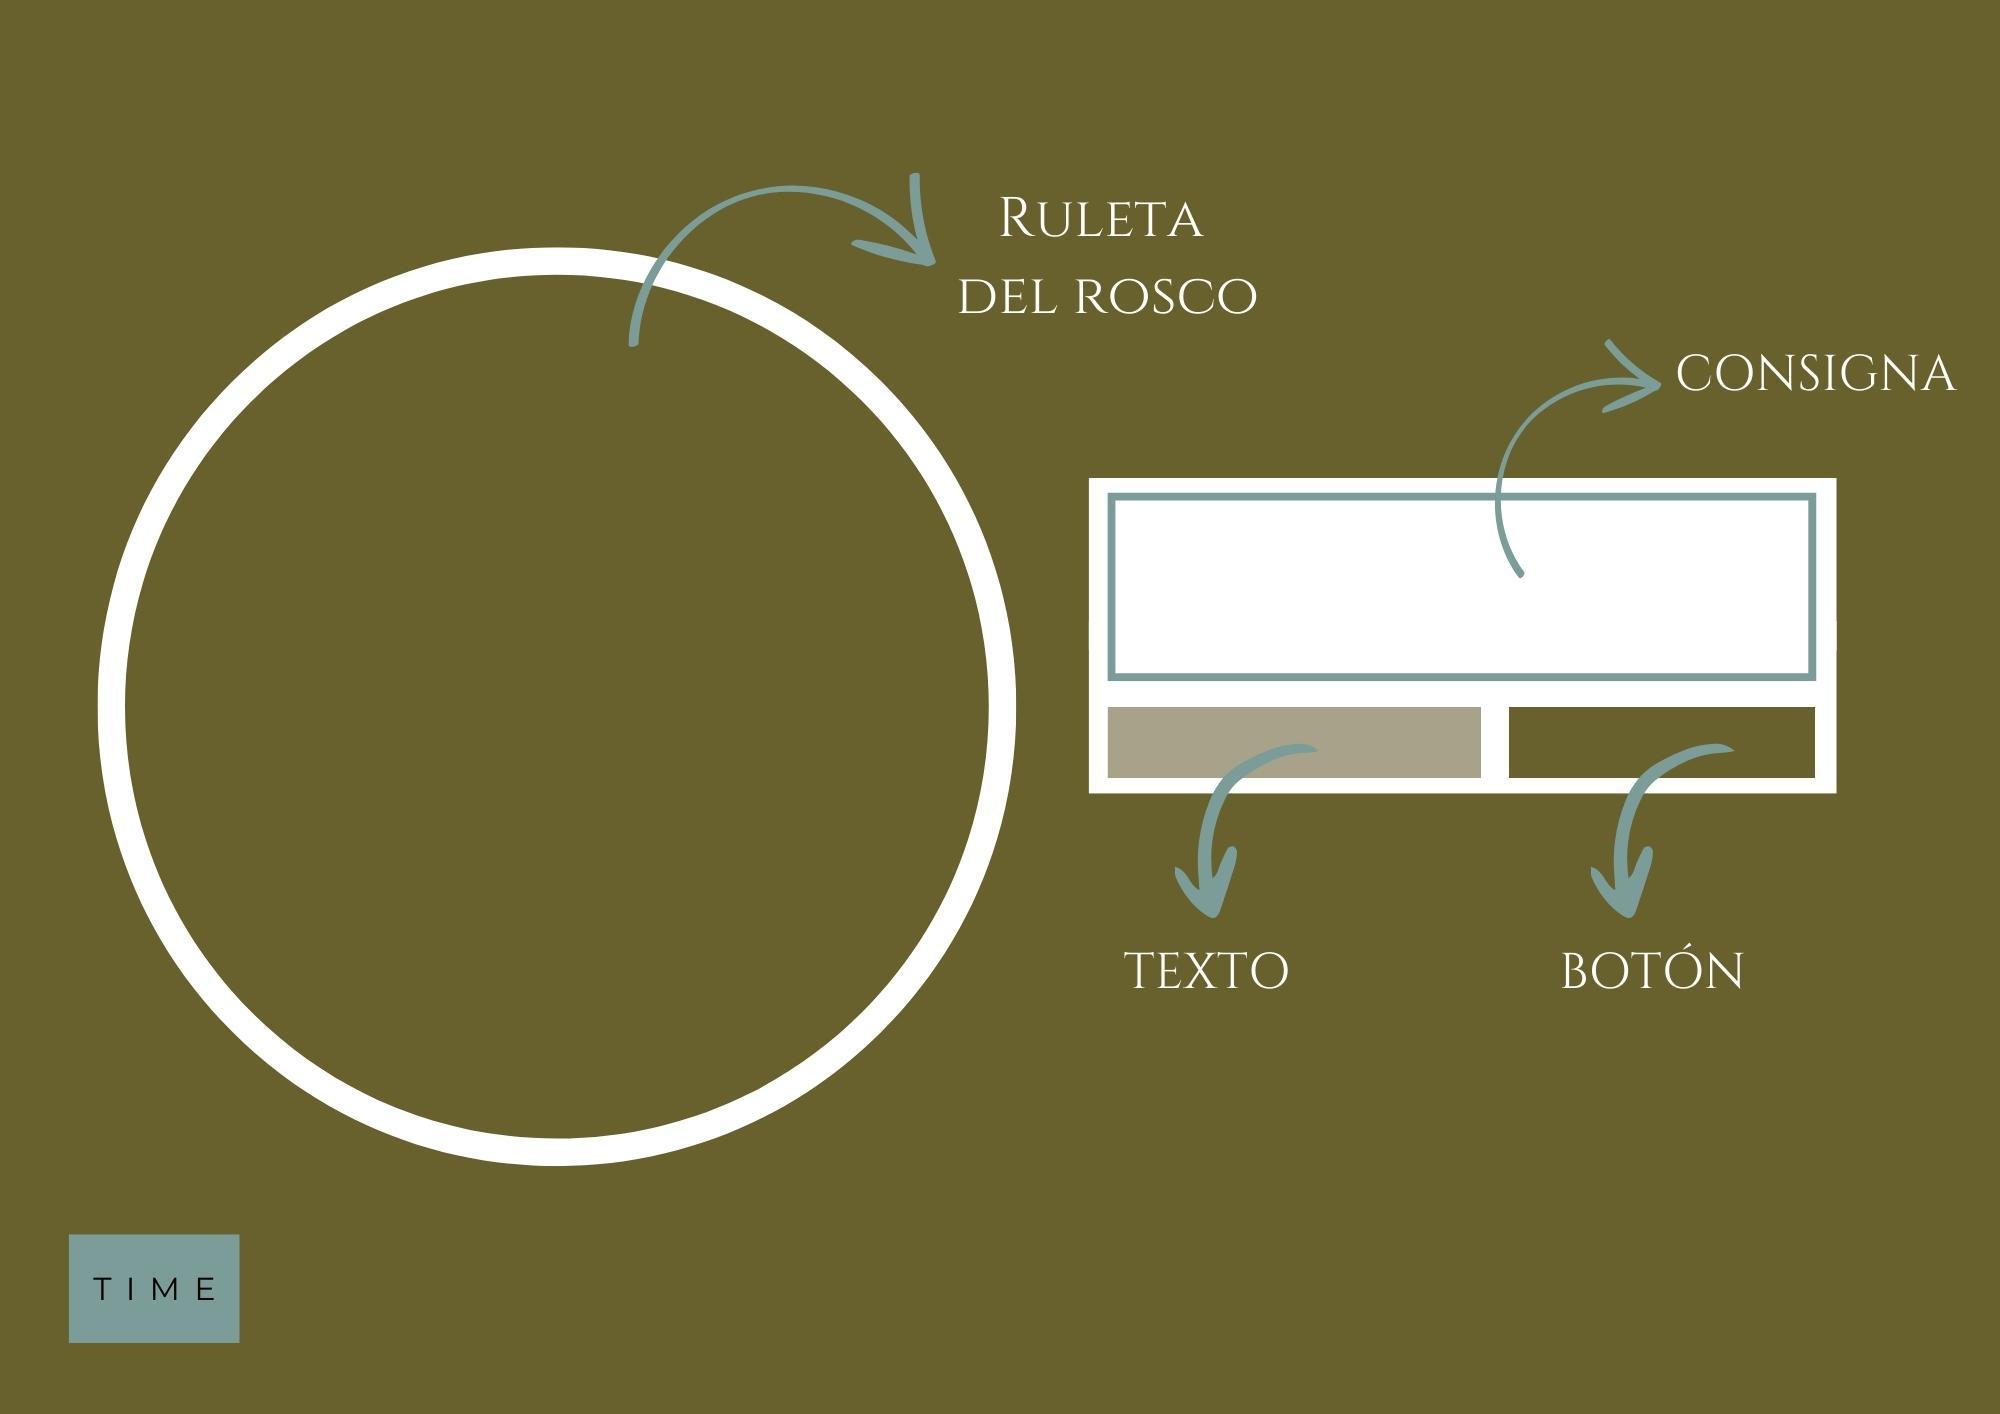 Ruleta
del rosco
CONSIGNA
TEXTO
BOTÓN
TIME